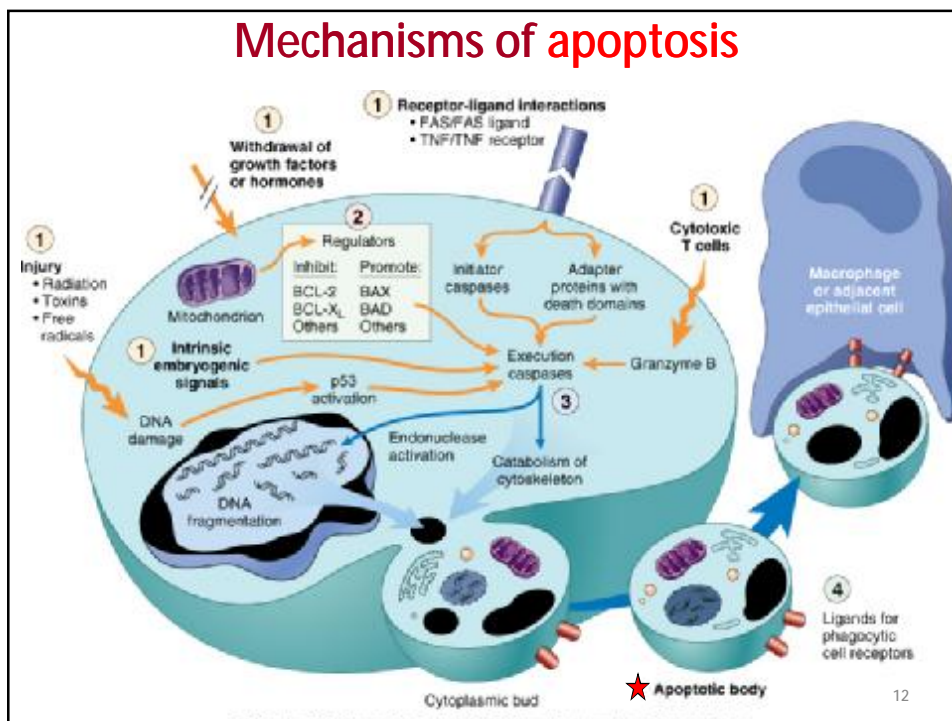 Mechanisms of apoptosis
1 Receptor-ligand interactions
• FAS/FAS ligand
• TNF/TNF receptor
1
Withdrawal of
growth factors
or hormones
1
Cytotoxic
T cells
1
Injury
• Radiation
• Toxins
• Free
radicals
2
Regulators
Inhibit: Promote:
BCL-2 BAX
BCL-XL BAD
Others Others
Mitochondrion
Initiator
caspases
Adapter
proteins with
death domains
Macrophage
or adjacent
epithelial cell
1 Intrinsic
embryogenic
signals
Execution
caspases
Granzyme B
p53
activation
3
DNA
damage
Endonuclease
activation
Catabolism of
cytoskeleton
DNA
fragmentation
4
Ligands for
phagocytic
cell receptors
Cytoplasmic bud
Apoptotic body
12